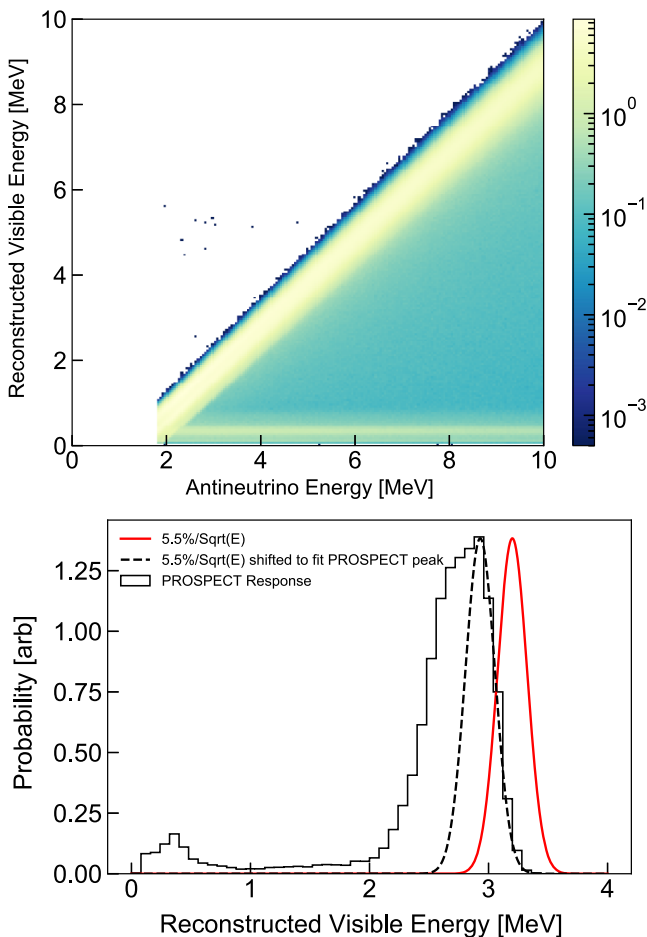 10
8
6
4
2
0
Reconstructed Visible Energy [MeV]
0 2 4 6 8 10
Antineutrino Energy [MeV]
10^0
10^-1
10^-2
10^-3
5.5%/Sqrt(E)
5.5%/Sqrt(E) shifted to fit PROSPECT peak
PROSPECT Response
1.25
1.00
0.75
0.50
0.25
0.00
Probability [arb]
0 1 2 3 4
Reconstructed Visible Energy [MeV]